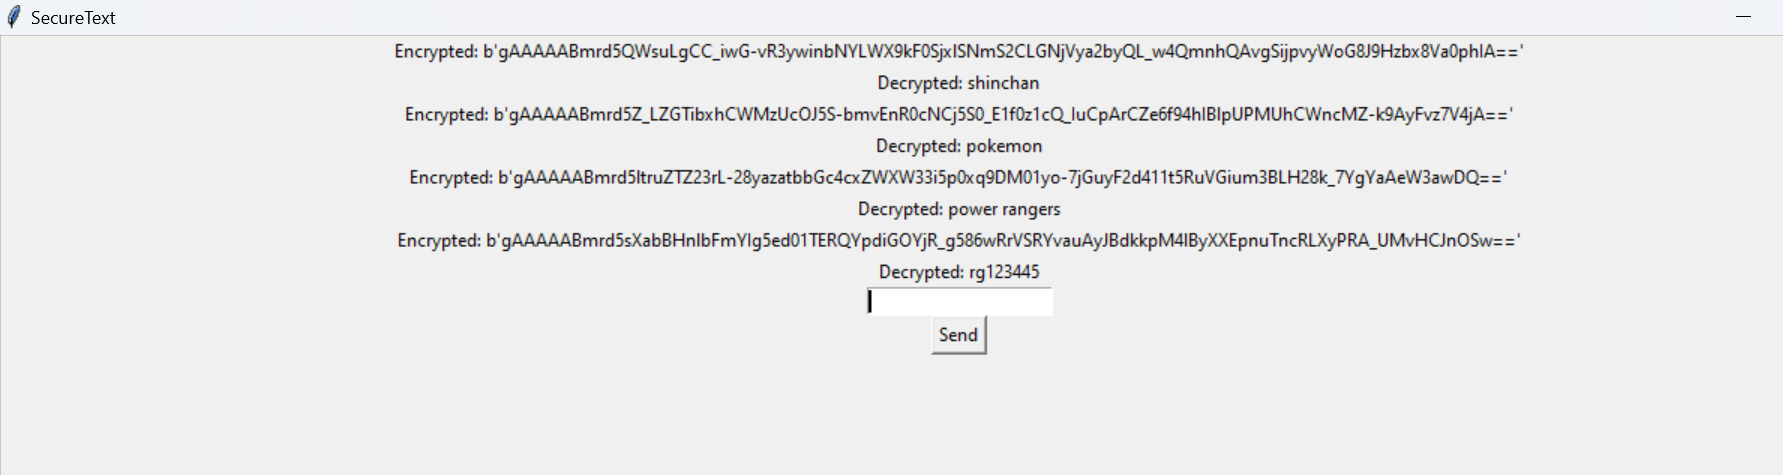 SecureText
Encrypted: b'gAAAAABmrd5QWsuLgCC_iwG-vR3ywinbNYLWX9kF0SjxISNmS2CLGNjVya2byQL_w4QmnhQAvgSijpvyWoG8J9Hzbx8Va0phlA=='
Decrypted: shinchan
Encrypted: b'gAAAAABmrd5Z_LZGTibxhCWMzUcOJ5S-bmvEnR0cNCj5S0_E1f0z1cQ_IuCpArCZe6f94hlBlpUPMUhCWncMZ-k9AyFvz7V4jA=='
Decrypted: pokemon
Encrypted: b'gAAAAABmrd5ltruZTZ23rL-28yazatbbGc4cxZWXW33i5p0xq9DM01yo-7jGuyF2d411t5RuVGium3BLH28k_7YgYaAeW3awDQ=='
Decrypted: power rangers
Encrypted: b'gAAAAABmrd5sXabBHnlbFmYlg5ed01TERQYpdiGOYjR_g586wRrVSRYvauAyJBdkkpM4IByXXEpnuTncRLXyPRA_UMvHCJnOSw=='
Decrypted: rg123445
Send